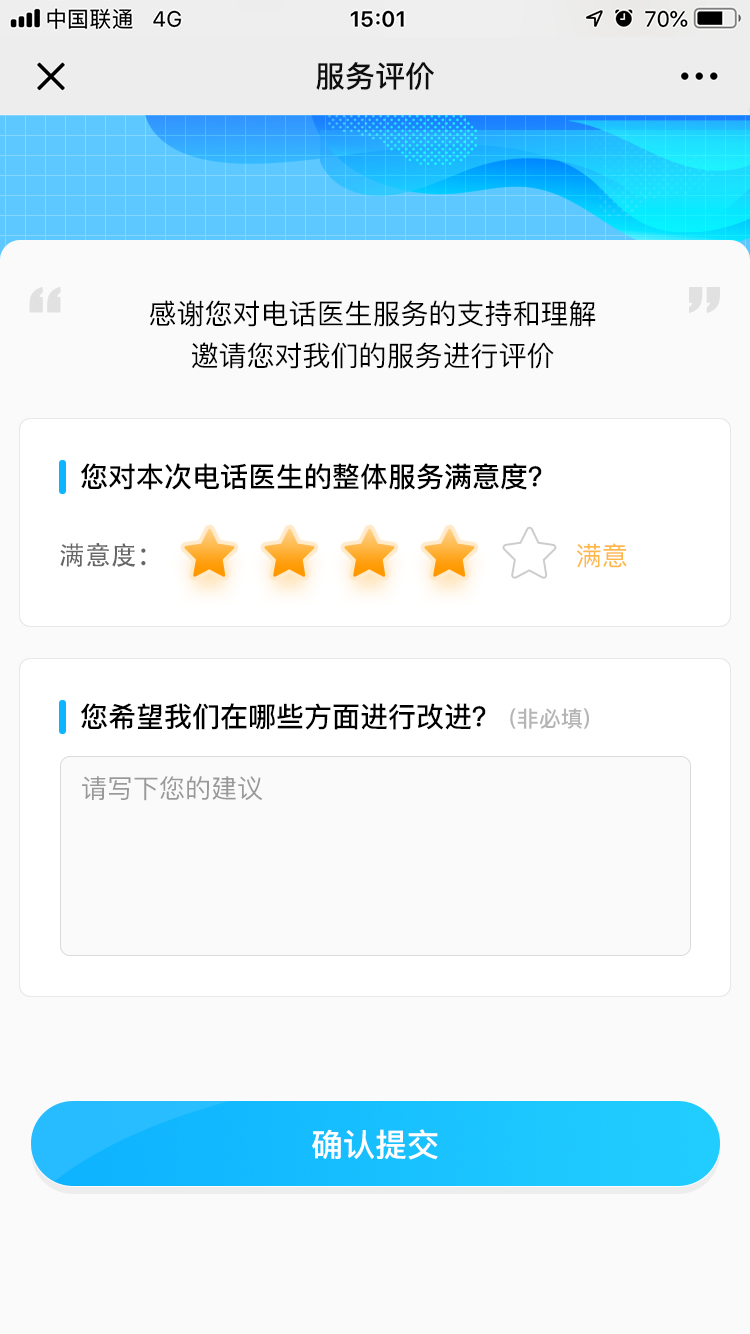 中国联通 4G 15:01 70%
服务评价
感谢您对电话医生服务的支持和理解
邀请您对我们的服务进行评价
您对本次电话医生的整体服务满意度?
满意度： 满意
您希望我们在哪些方面进行改进? (非必填)
请写下您的建议
确认提交